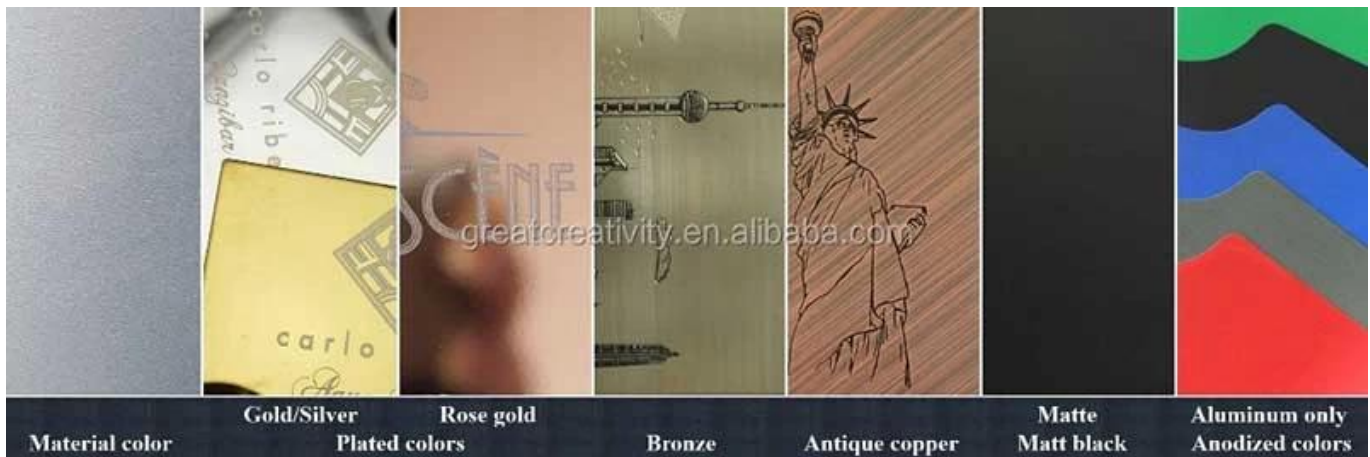 carlo ribe
carlo
SCÉNE
greatcreativity.en.alibaba.com
Gold/Silver
Rose gold
Matte
Aluminum only
Material color
Plated colors
Bronze
Antique copper
Matt black
Anodized colors